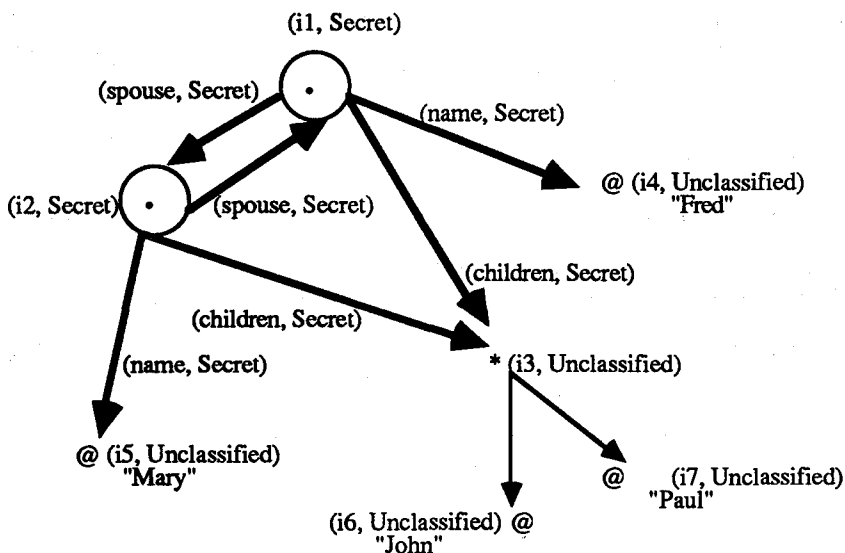 (i1, Secret)
(spouse, Secret)
(name, Secret)
@ (i4, Unclassified)
"Fred"
(i2, Secret)
(spouse, Secret)
(children, Secret)
(children, Secret)
* (i3, Unclassified)
(name, Secret)
@ (i5, Unclassified)
"Mary"
@ (i7, Unclassified)
"Paul"
(i6, Unclassified) @
"John"